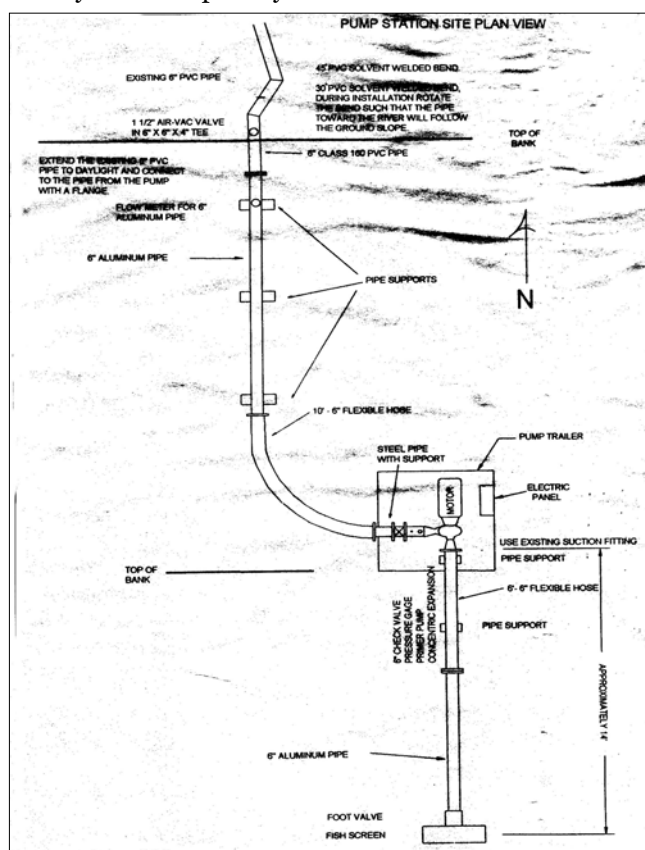 PUMP STATION SITE PLAN VIEW
EXISTING 6" PVC PIPE
45° PVC SOLVENT WELDED BEND.
30° PVC SOLVENT WELDED BEND,
DURING INSTALLATION ROTATE
THE BEND SUCH THAT THE PIPE
TOWARD THE RIVER WILL FOLLOW
THE GROUND SLOPE.
1 1/2" AIR-VAC VALVE
IN 6" X 6" X 4" TEE
TOP OF
BANK
6" CLASS 160 PVC PIPE
EXTEND THE EXISTING 6" PVC
PIPE TO DAYLIGHT AND CONNECT
TO THE PIPE FROM THE PUMP
WITH A FLANGE.
FLOW METER FOR 6"
ALUMINUM PIPE
6" ALUMINUM PIPE
PIPE SUPPORTS
N
10' - 6" FLEXIBLE HOSE
STEEL PIPE
WITH SUPPORT
PUMP TRAILER
MOTOR
ELECTRIC
PANEL
USE EXISTING SUCTION FITTING
PIPE SUPPORT
TOP OF
BANK
6'- 6" FLEXIBLE HOSE
6" CHECK VALVE
PRESSURE GAGE
PRIMER PUMP
CONCENTRIC EXPANSION
PIPE SUPPORT
APPROXIMATELY 14'
6" ALUMINUM PIPE
FOOT VALVE
FISH SCREEN